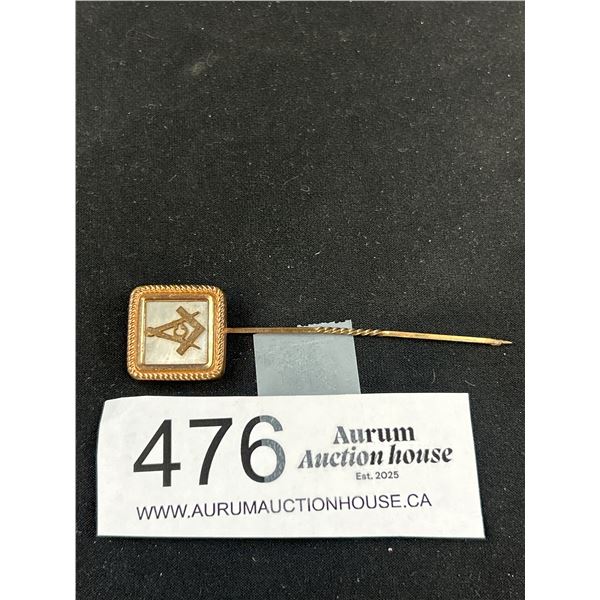 476
Aurum
Auction house
Est. 2025
WWW.AURUMAUCTIONHOUSE.CA